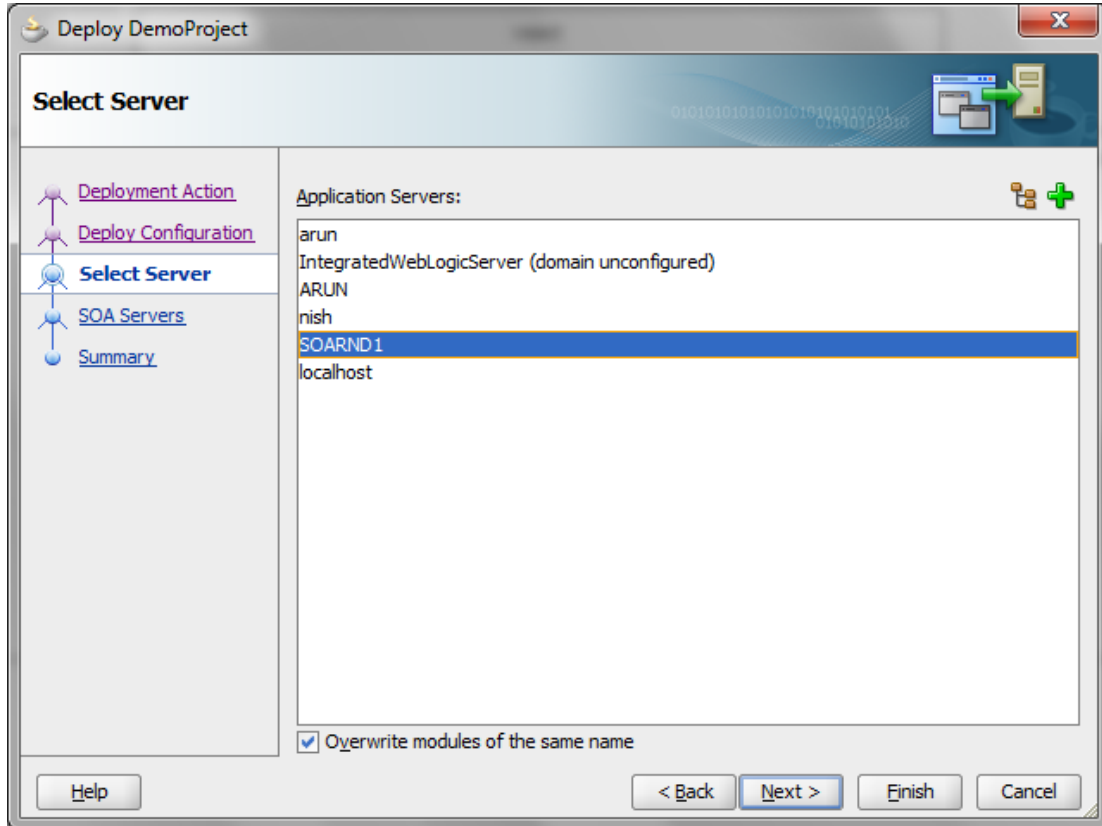 Deploy DemoProject
Select Server
Deployment Action
Deploy Configuration
Select Server
SOA Servers
Summary
Application Servers:
arun
IntegratedWebLogicServer (domain unconfigured)
ARUN
nish
SOARND1
localhost
Overwrite modules of the same name
Help
< Back
Next >
Finish
Cancel